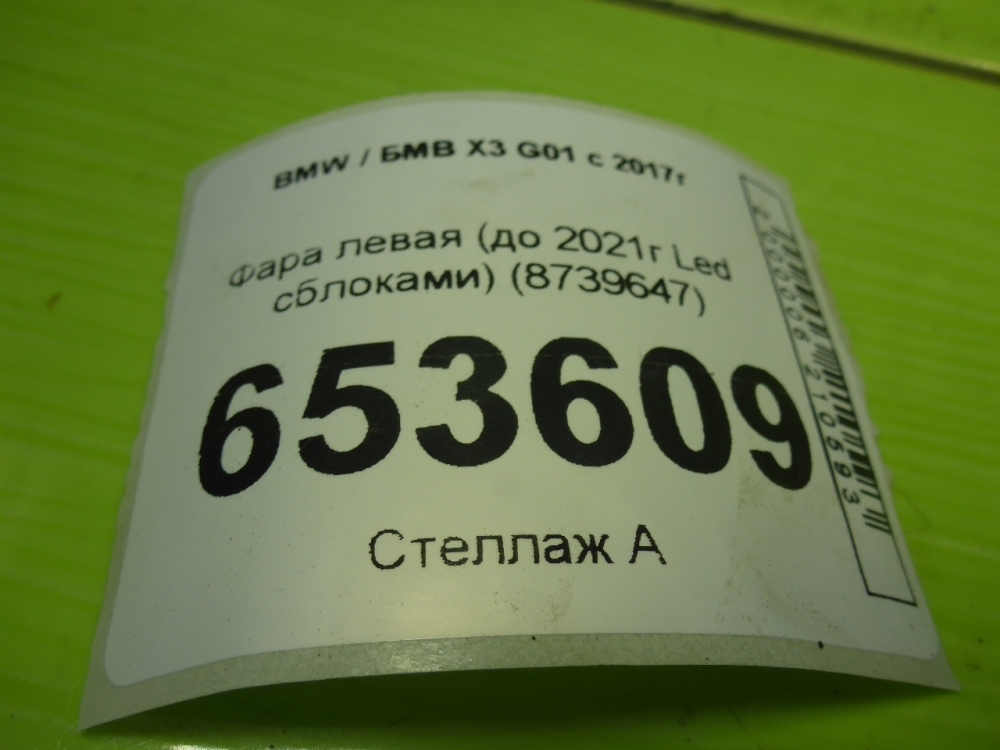 BMW / БМВ X3 G01 с 2017г
Фара левая (до 2021г Led
сблоками) (8739647)
653609
Стеллаж А